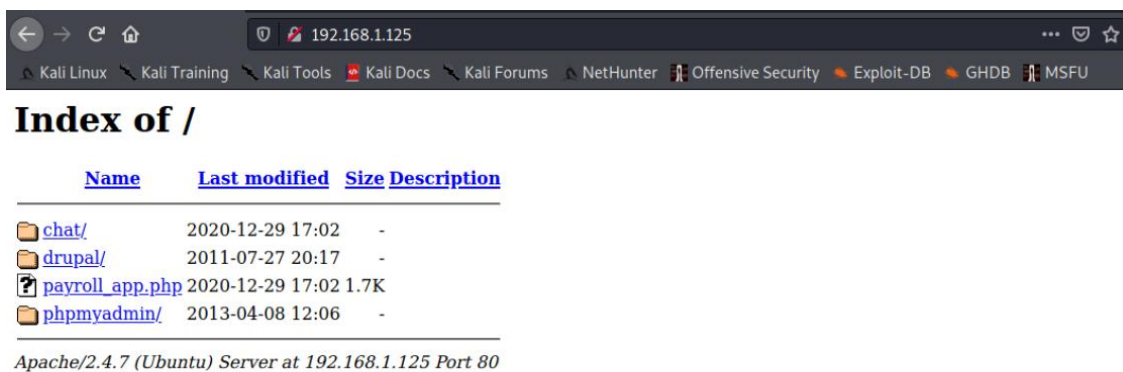 192.168.1.125
Kali Linux Kali Training Kali Tools Kali Docs Kali Forums NetHunter Offensive Security Exploit-DB GHDB MSFU
Index of /
Name Last modified Size Description
chat/ 2020-12-29 17:02 -
drupal/ 2011-07-27 20:17 -
payroll_app.php 2020-12-29 17:02 1.7K
phpmyadmin/ 2013-04-08 12:06 -
Apache/2.4.7 (Ubuntu) Server at 192.168.1.125 Port 80